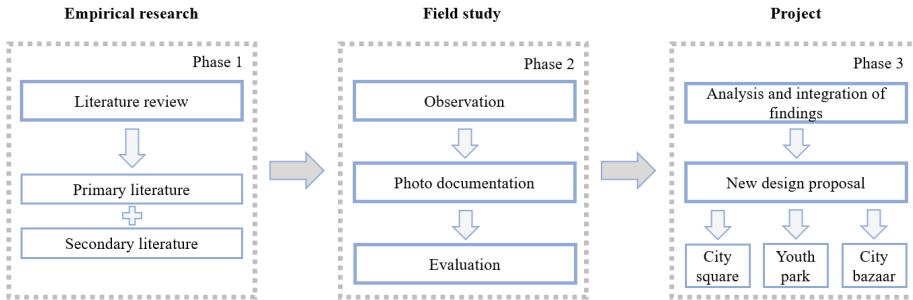 Empirical research
Phase 1
Literature review
Primary literature
Secondary literature
Field study
Phase 2
Observation
Photo documentation
Evaluation
Project
Phase 3
Analysis and integration of
findings
New design proposal
City
square
Youth
park
City
bazaar